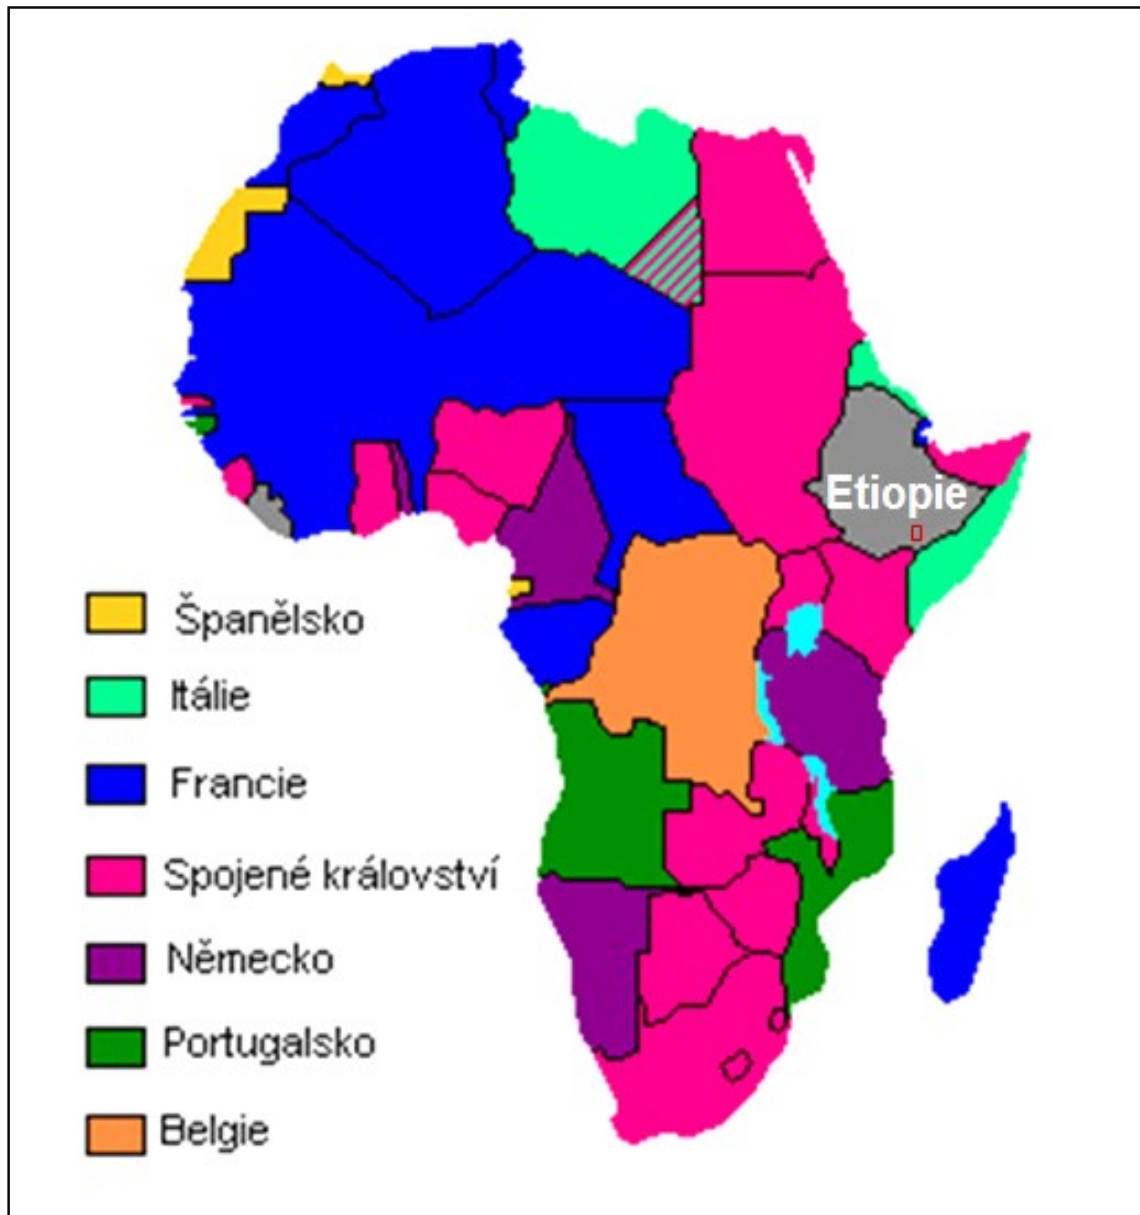 Etiopie
Španělsko
Itálie
Francie
Spojené království
Německo
Portugalsko
Belgie